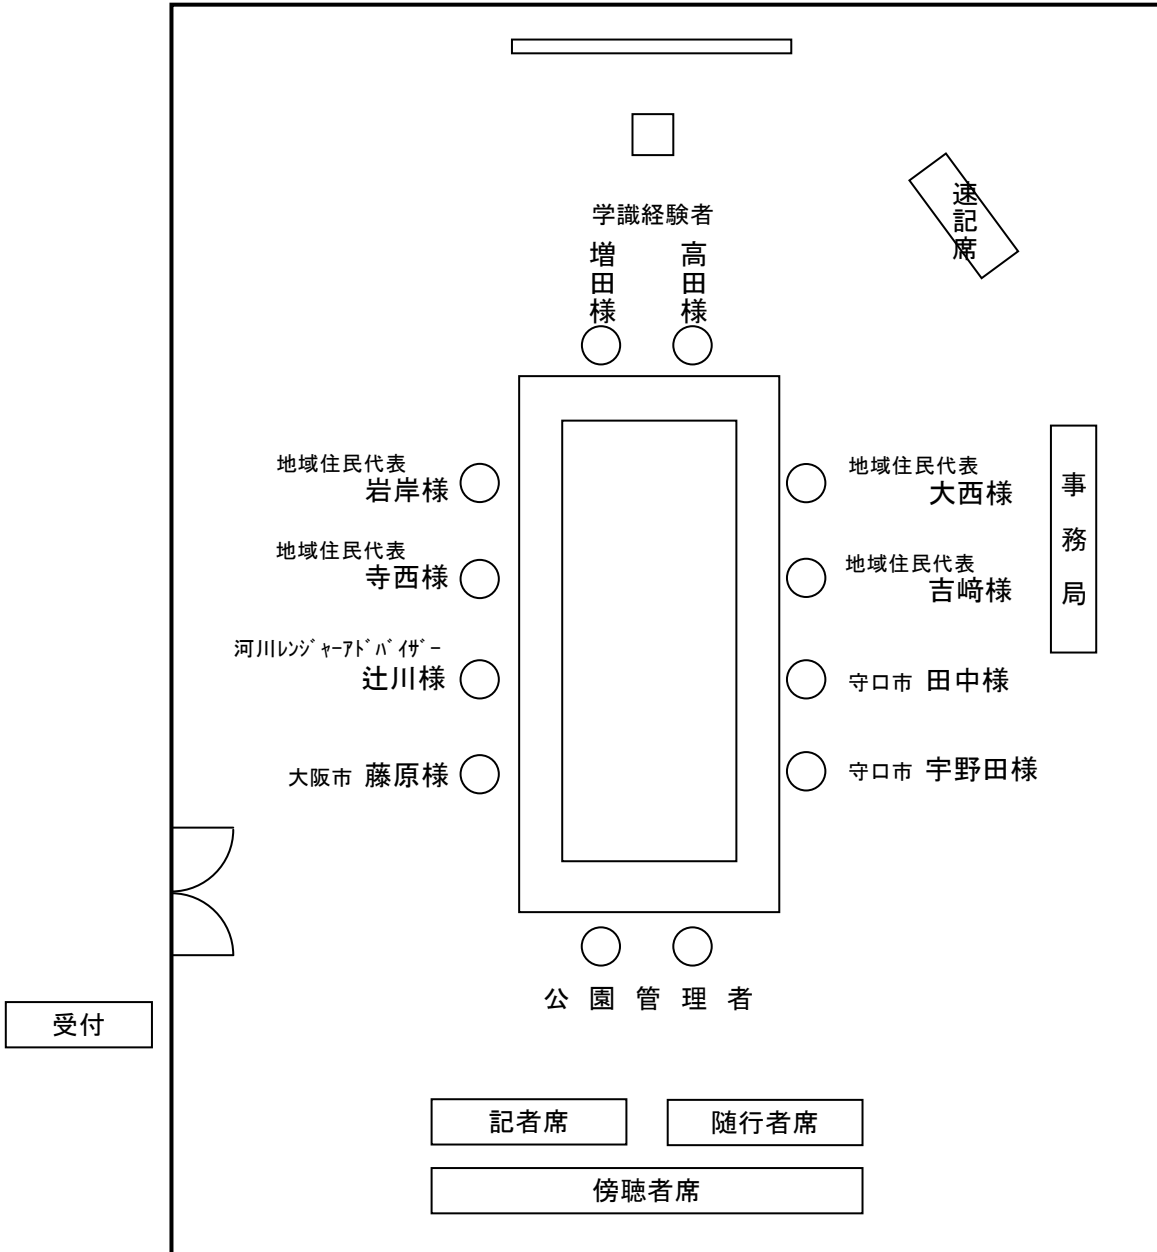 速記席
学識経験者
増田様
高田様
地域住民代表
岩岸様
地域住民代表
大西様
事務局
地域住民代表
寺西様
地域住民代表
吉﨑様
河川ﾚﾝｼﾞｬｰｱﾄﾞﾊﾞｲｻﾞｰ
辻川様
守口市 田中様
大阪市 藤原様
守口市 宇野田様
公園管理者
受付
記者席
随行者席
傍聴者席